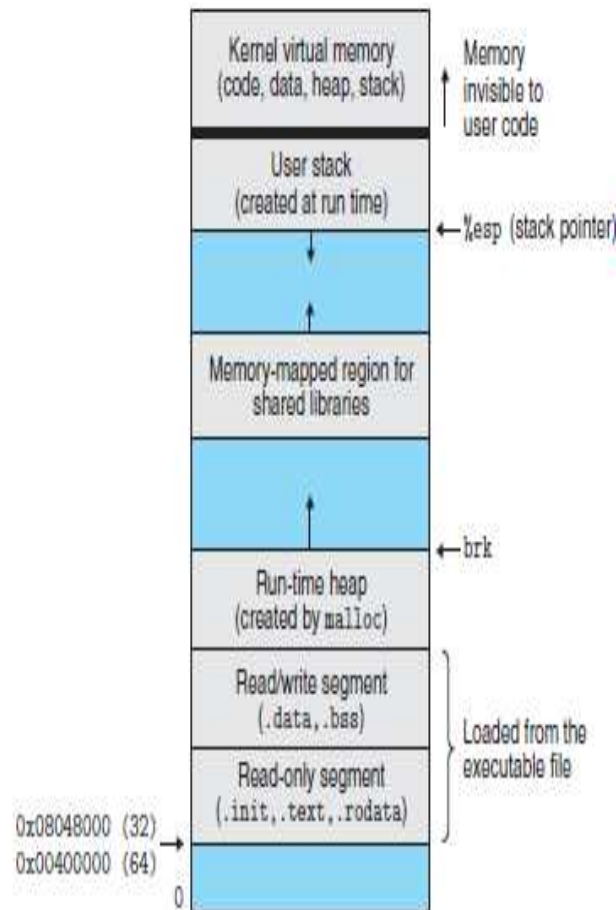 Kernel virtual memory
(code, data, heap, stack)
Memory
invisible to
user code
User stack
(created at run time)
%esp (stack pointer)
Memory-mapped region for
shared libraries
brk
Run-time heap
(created by malloc)
Read/write segment
(.data,.bss)
Loaded from the
executable file
Read-only segment
(.init,.text,.rodata)
0x08048000 (32)
0x00400000 (64)
0